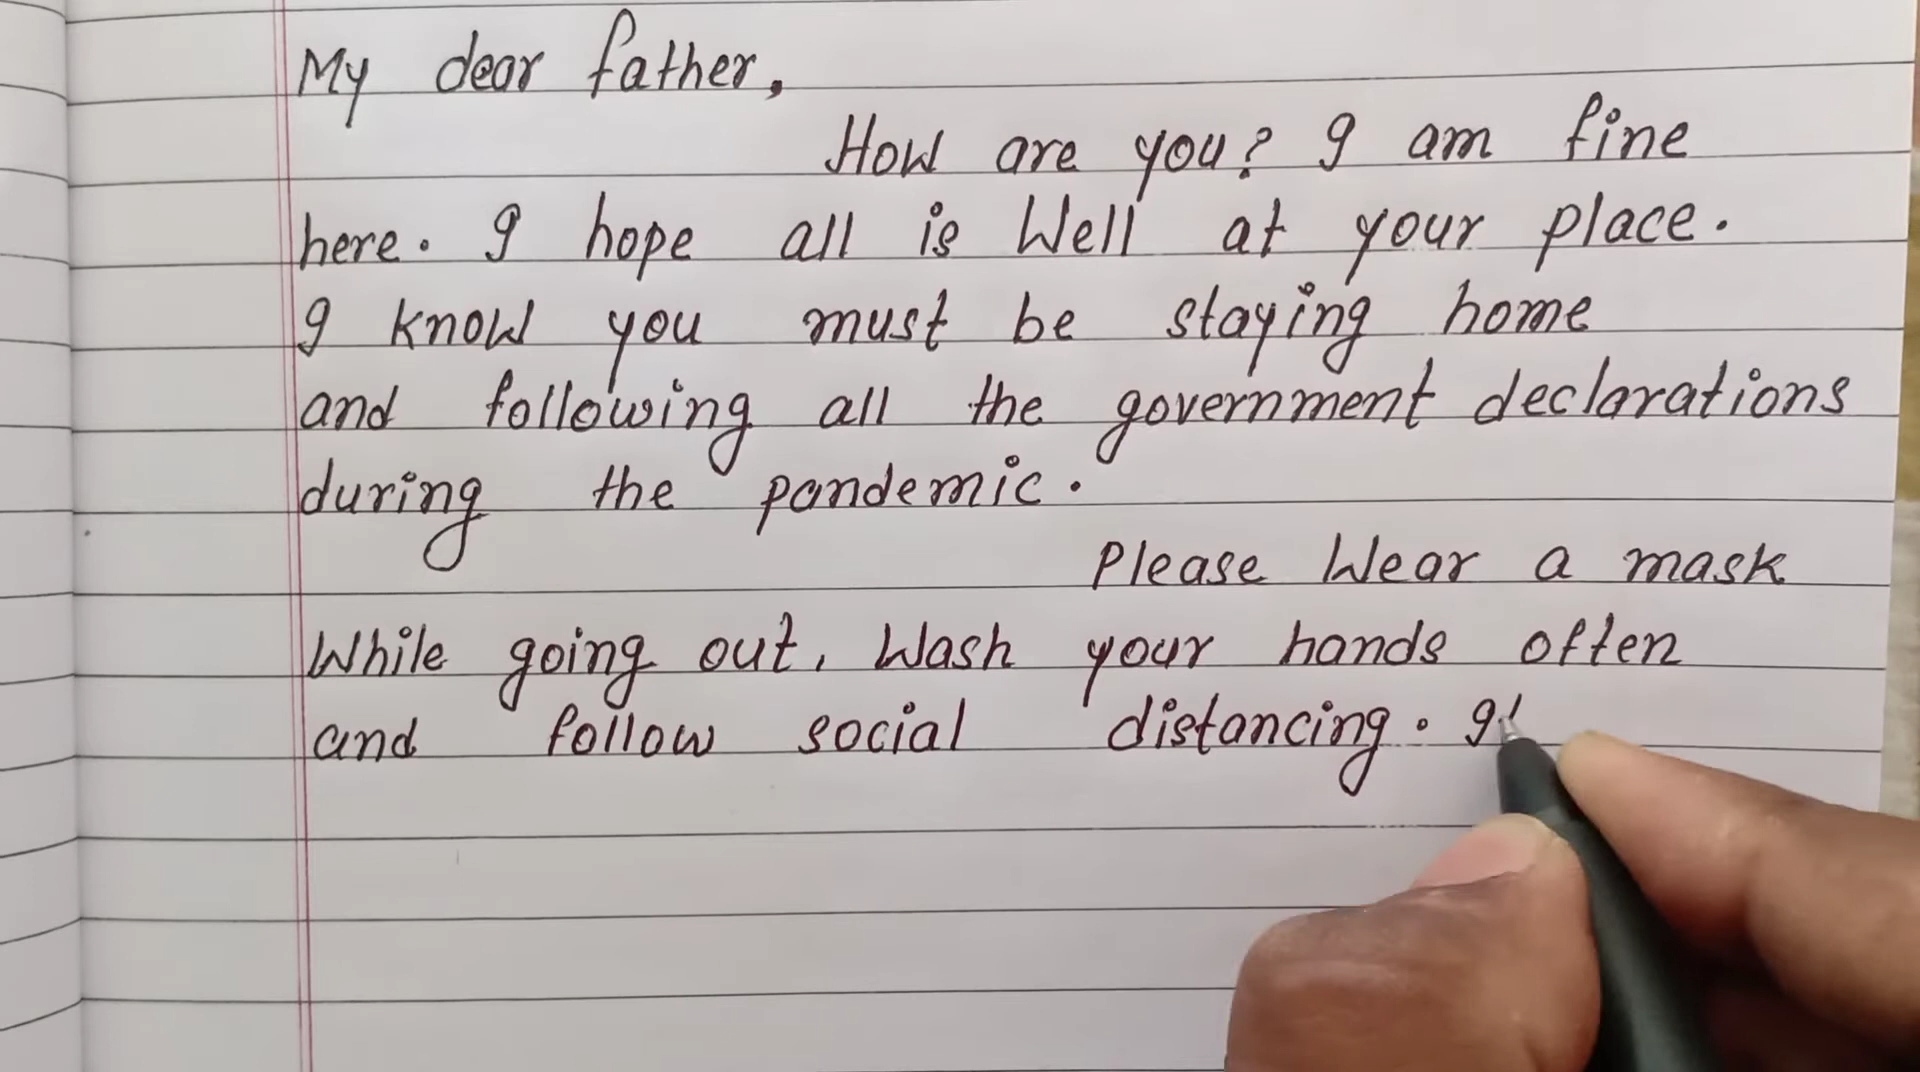 My dear father,
How are you? I am fine
here. I hope all is Well at your place.
I know you must be staying home
and following all the government declarations
during the pandemic.
Please Wear a mask
While going out, Wash your hands often
and follow social distancing. I